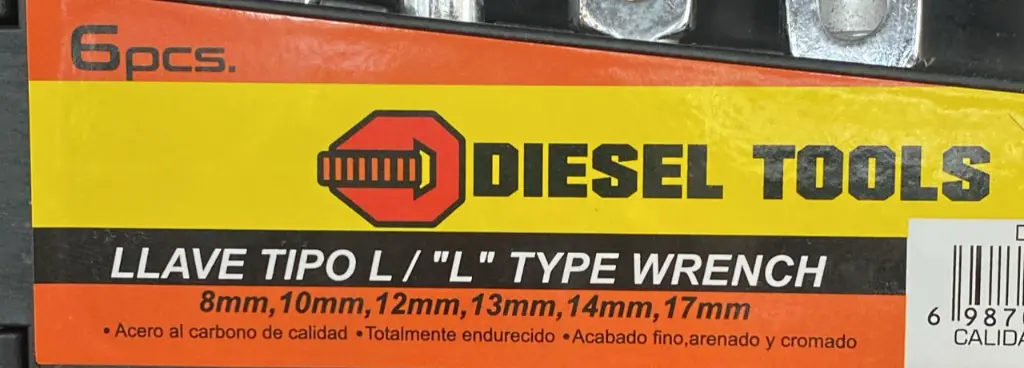 6pcs.
DIESEL TOOLS
LLAVE TIPO L / "L" TYPE WRENCH
8mm,10mm,12mm,13mm,14mm,17mm
•Acero al carbono de calidad •Totalmente endurecido •Acabado fino,arenado y cromado
6 987